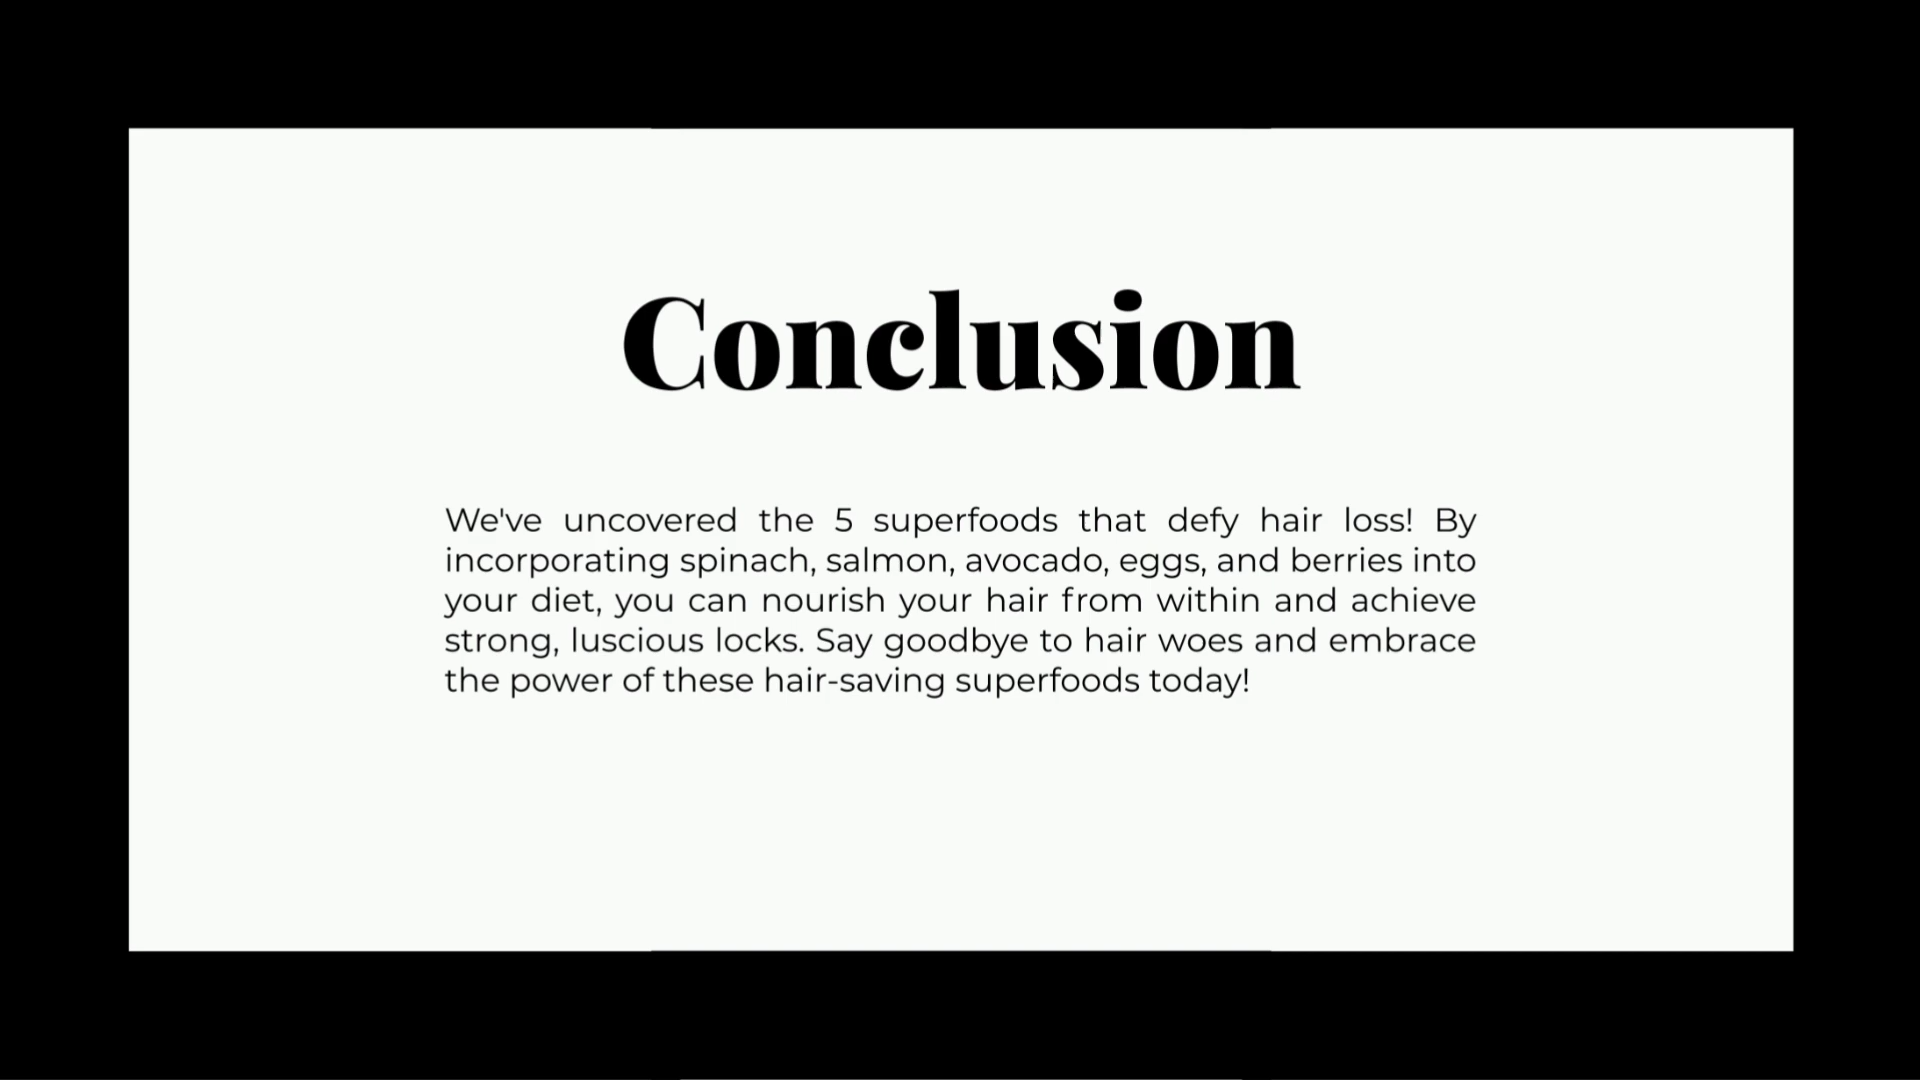 Conclusion
We've uncovered the 5 superfoods that defy hair loss! By
incorporating spinach, salmon, avocado, eggs, and berries into
your diet, you can nourish your hair from within and achieve
strong, luscious locks. Say goodbye to hair woes and embrace
the power of these hair-saving superfoods today!